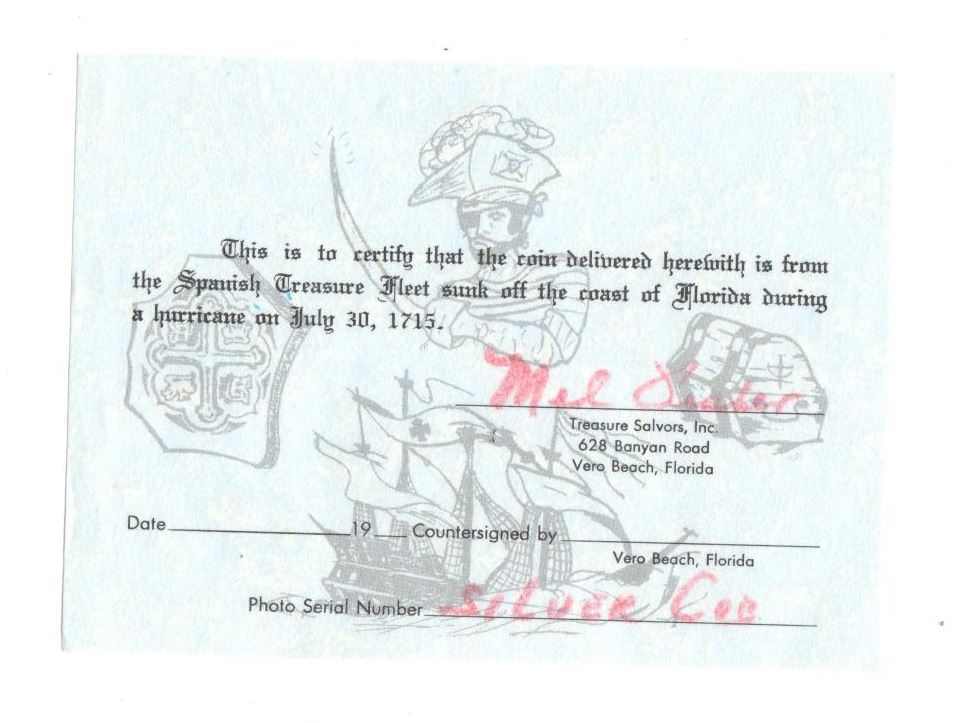 This is to certify that the coin delivered herewith is from
the Spanish Treasure Fleet sunk off the coast of Florida during
a hurricane on July 30, 1715.
Mel Fisher
Treasure Salvors, Inc.
628 Banyan Road
Vero Beach, Florida
Date 19 Countersigned by
Vero Beach, Florida
Photo Serial Number SiLVER Cob